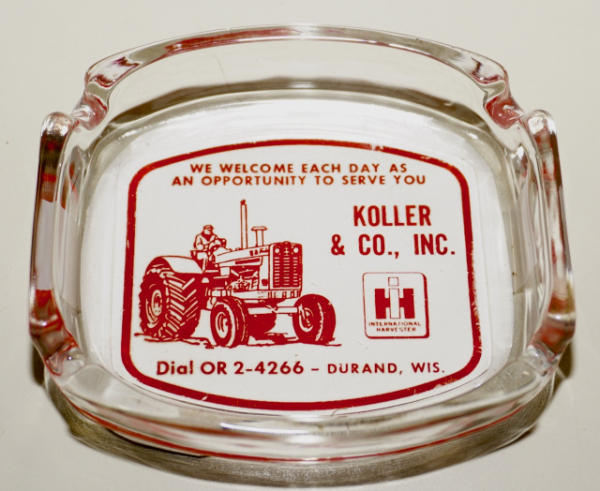 WE WELCOME EACH DAY AS
AN OPPORTUNITY TO SERVE YOU
KOLLER
& CO., INC.
IH
INTERNATIONAL
HARVESTER
Dial OR 2-4266 - DURAND, WIS.